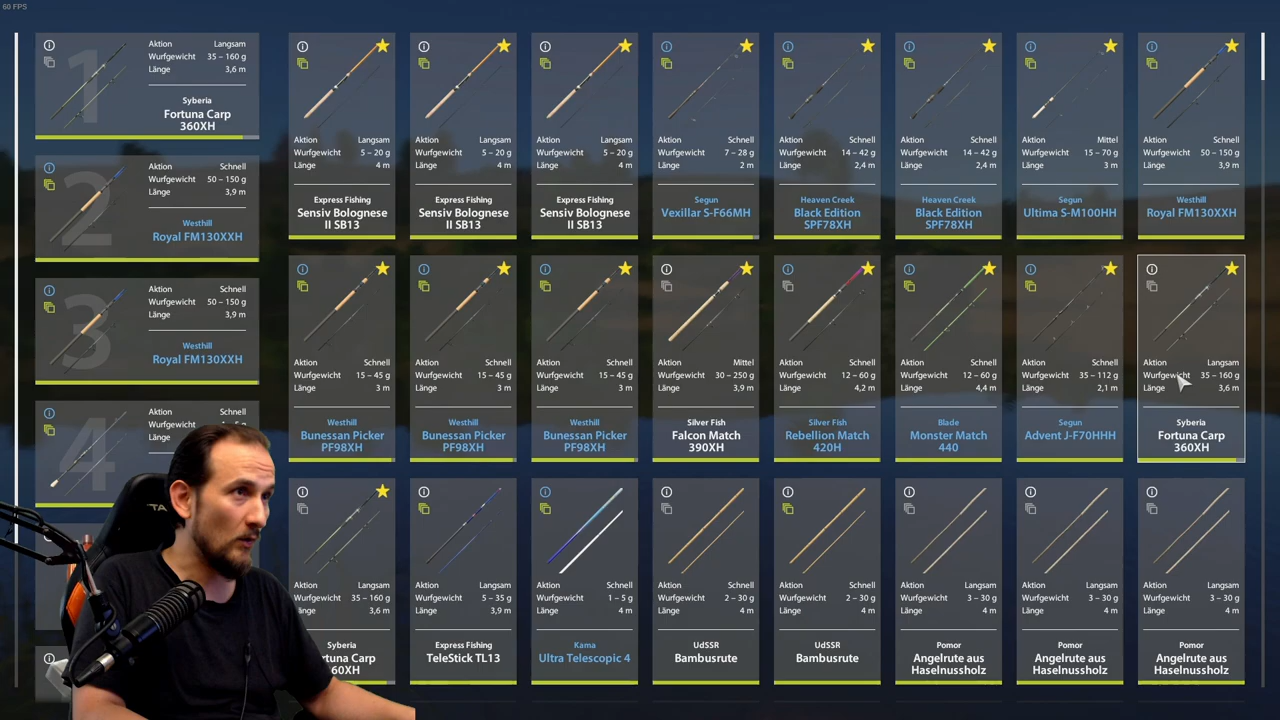 60 FPS
1
Aktion Langsam
Wurfgewicht 35 – 160 g
Länge 3,6 m
Syberia
Fortuna Carp
360XH
2
Aktion Schnell
Wurfgewicht 50 – 150 g
Länge 3,9 m
Westhill
Royal FM130XXH
3
Aktion Schnell
Wurfgewicht 50 – 150 g
Länge 3,9 m
Westhill
Royal FM130XXH
4
Aktion Schnell
Aktion Langsam
Wurfgewicht 5 – 20 g
Länge 4 m
Express Fishing
Sensiv Bolognese
II SB13
Aktion Langsam
Wurfgewicht 5 – 20 g
Länge 4 m
Express Fishing
Sensiv Bolognese
II SB13
Aktion Langsam
Wurfgewicht 5 – 20 g
Länge 4 m
Express Fishing
Sensiv Bolognese
II SB13
Aktion Schnell
Wurfgewicht 7 – 28 g
Länge 2 m
Segun
Vexillar S-F66MH
Aktion Schnell
Wurfgewicht 14 – 42 g
Länge 2,4 m
Heaven Creek
Black Edition
SPF78XH
Aktion Schnell
Wurfgewicht 14 – 42 g
Länge 2,4 m
Heaven Creek
Black Edition
SPF78XH
Aktion Mittel
Wurfgewicht 15 – 70 g
Länge 3 m
Segun
Ultima S-M100HH
Aktion Schnell
Wurfgewicht 50 – 150 g
Länge 3,9 m
Westhill
Royal FM130XXH
Aktion Schnell
Wurfgewicht 15 – 45 g
Länge 3 m
Westhill
Bunessan Picker
PF98XH
Aktion Schnell
Wurfgewicht 15 – 45 g
Länge 3 m
Westhill
Bunessan Picker
PF98XH
Aktion Schnell
Wurfgewicht 15 – 45 g
Länge 3 m
Westhill
Bunessan Picker
PF98XH
Aktion Mittel
Wurfgewicht 30 – 250 g
Länge 3,9 m
Silver Fish
Falcon Match
390XH
Aktion Schnell
Wurfgewicht 12 – 60 g
Länge 4,2 m
Silver Fish
Rebellion Match
420H
Aktion Schnell
Wurfgewicht 12 – 60 g
Länge 4,4 m
Blade
Monster Match
440
Aktion Schnell
Wurfgewicht 35 – 112 g
Länge 2,1 m
Segun
Advent J-F70HHH
Aktion Langsam
Wurfgewicht 35 – 160 g
Länge 3,6 m
Syberia
Fortuna Carp
360XH
Aktion Langsam
Wurfgewicht 35 – 160 g
Länge 3,6 m
Syberia
rtuna Carp
60XH
Aktion Langsam
Wurfgewicht 5 – 35 g
Länge 3,9 m
Express Fishing
TeleStick TL13
Aktion Schnell
Wurfgewicht 1 – 5 g
Länge 4 m
Kama
Ultra Telescopic 4
Aktion Schnell
Wurfgewicht 2 – 30 g
Länge 4 m
UdSSR
Bambusrute
Aktion Schnell
Wurfgewicht 2 – 30 g
Länge 4 m
UdSSR
Bambusrute
Aktion Langsam
Wurfgewicht 3 – 30 g
Länge 4 m
Pomor
Angelrute aus
Haselnussholz
Aktion Langsam
Wurfgewicht 3 – 30 g
Länge 4 m
Pomor
Angelrute aus
Haselnussholz
Aktion Langsam
Wurfgewicht 3 – 30 g
Länge 4 m
Pomor
Angelrute aus
Haselnussholz